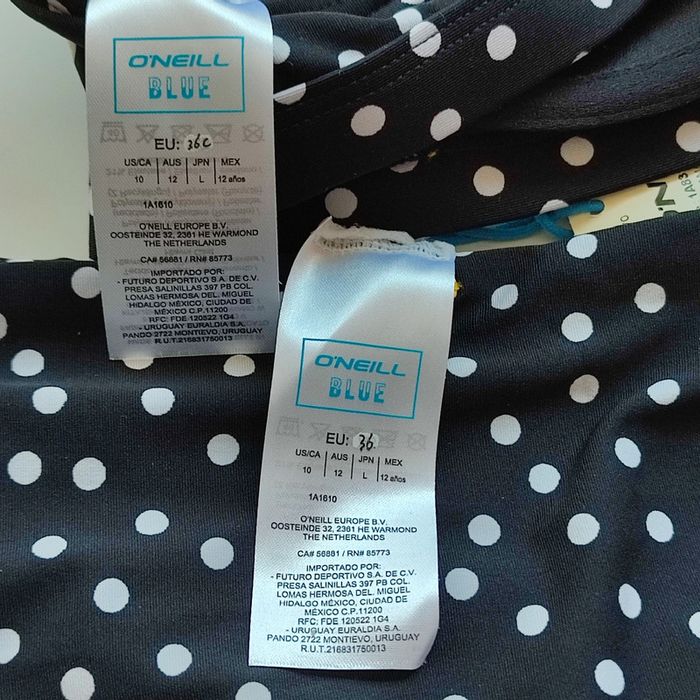 O'NEILL
BLUE
EU: 36C
US/CA AUS JPN MEX
10 12 L 12 años
1A1610
O'NEILL EUROPE B.V.
OOSTEINDE 32, 2361 HE WARMOND
THE NETHERLANDS
CA# 56881 / RN# 85773
IMPORTADO POR:
- FUTURO DEPORTIVO S.A. DE C.V.
PRESA SALINILLAS 397 PB COL.
LOMAS HERMOSA DEL MIGUEL
HIDALGO MÉXICO, CIUDAD DE
MÉXICO C.P.11200
RFC: FDE 120522 1G4
- URUGUAY EURALDIA S.A.
PANDO 2722 MONTIEVO, URUGUAY
R.U.T.216831750013
O'NEILL
BLUE
EU: 36
US/CA AUS JPN MEX
10 12 L 12 años
1A1610
O'NEILL EUROPE B.V.
OOSTEINDE 32, 2361 HE WARMOND
THE NETHERLANDS
CA# 56881 / RN# 85773
IMPORTADO POR:
- FUTURO DEPORTIVO S.A. DE C.V.
PRESA SALINILLAS 397 PB COL.
LOMAS HERMOSA DEL MIGUEL
HIDALGO MÉXICO, CIUDAD DE
MÉXICO C.P.11200
RFC: FDE 120522 1G4
- URUGUAY EURALDIA S.A.
PANDO 2722 MONTIEVO, URUGUAY
R.U.T.216831750013